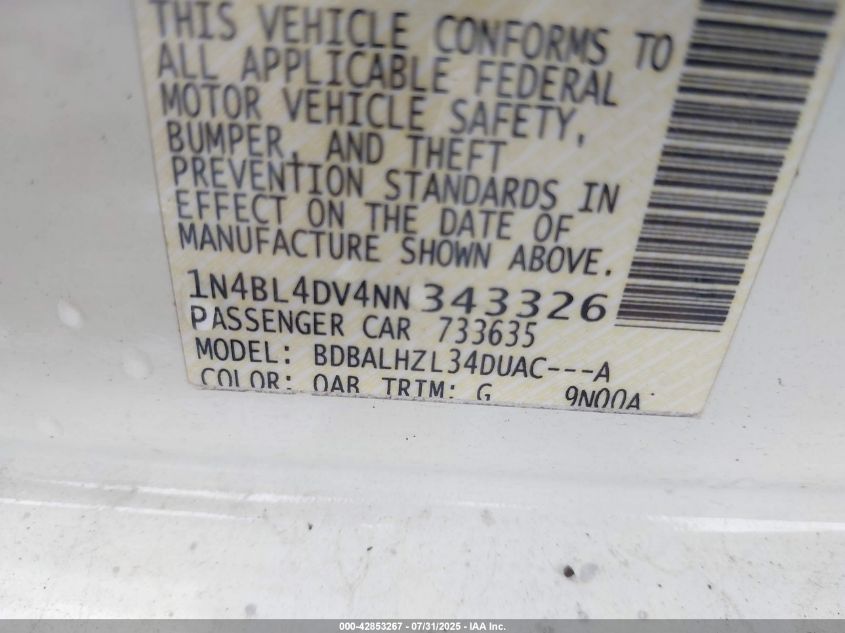 THIS VEHICLE CONFORMS TO
ALL APPLICABLE FEDERAL
MOTOR VEHICLE SAFETY,
BUMPER, AND THEFT
PREVENTION STANDARDS IN
EFFECT ON THE DATE OF
MANUFACTURE SHOWN ABOVE.
1N4BL4DV4NN343326
PASSENGER CAR 733635
MODEL: BDBALHZL34DUAC---A
COLOR: QAB TRIM: G 9N00A
000-42853267 - 07/31/2025 - IAA Inc.